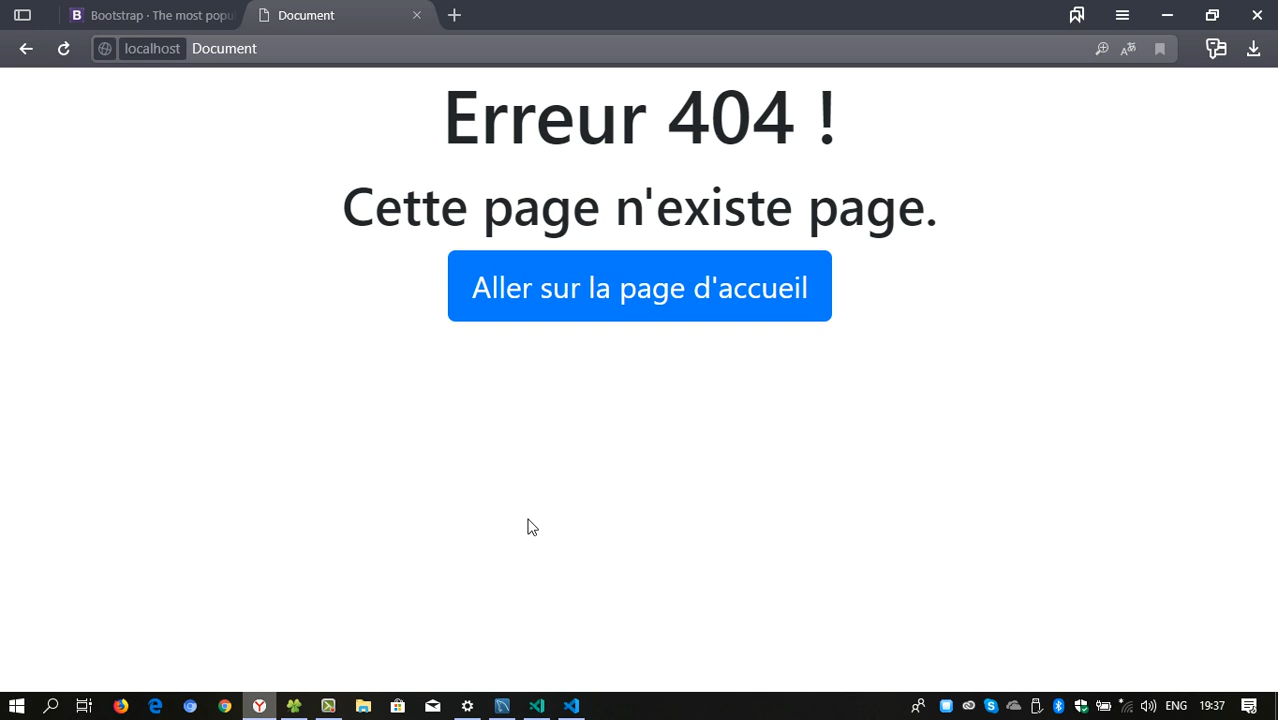 Bootstrap · The most popu
Document
localhost Document
Erreur 404 !
Cette page n'existe page.
Aller sur la page d'accueil
ENG 19:37